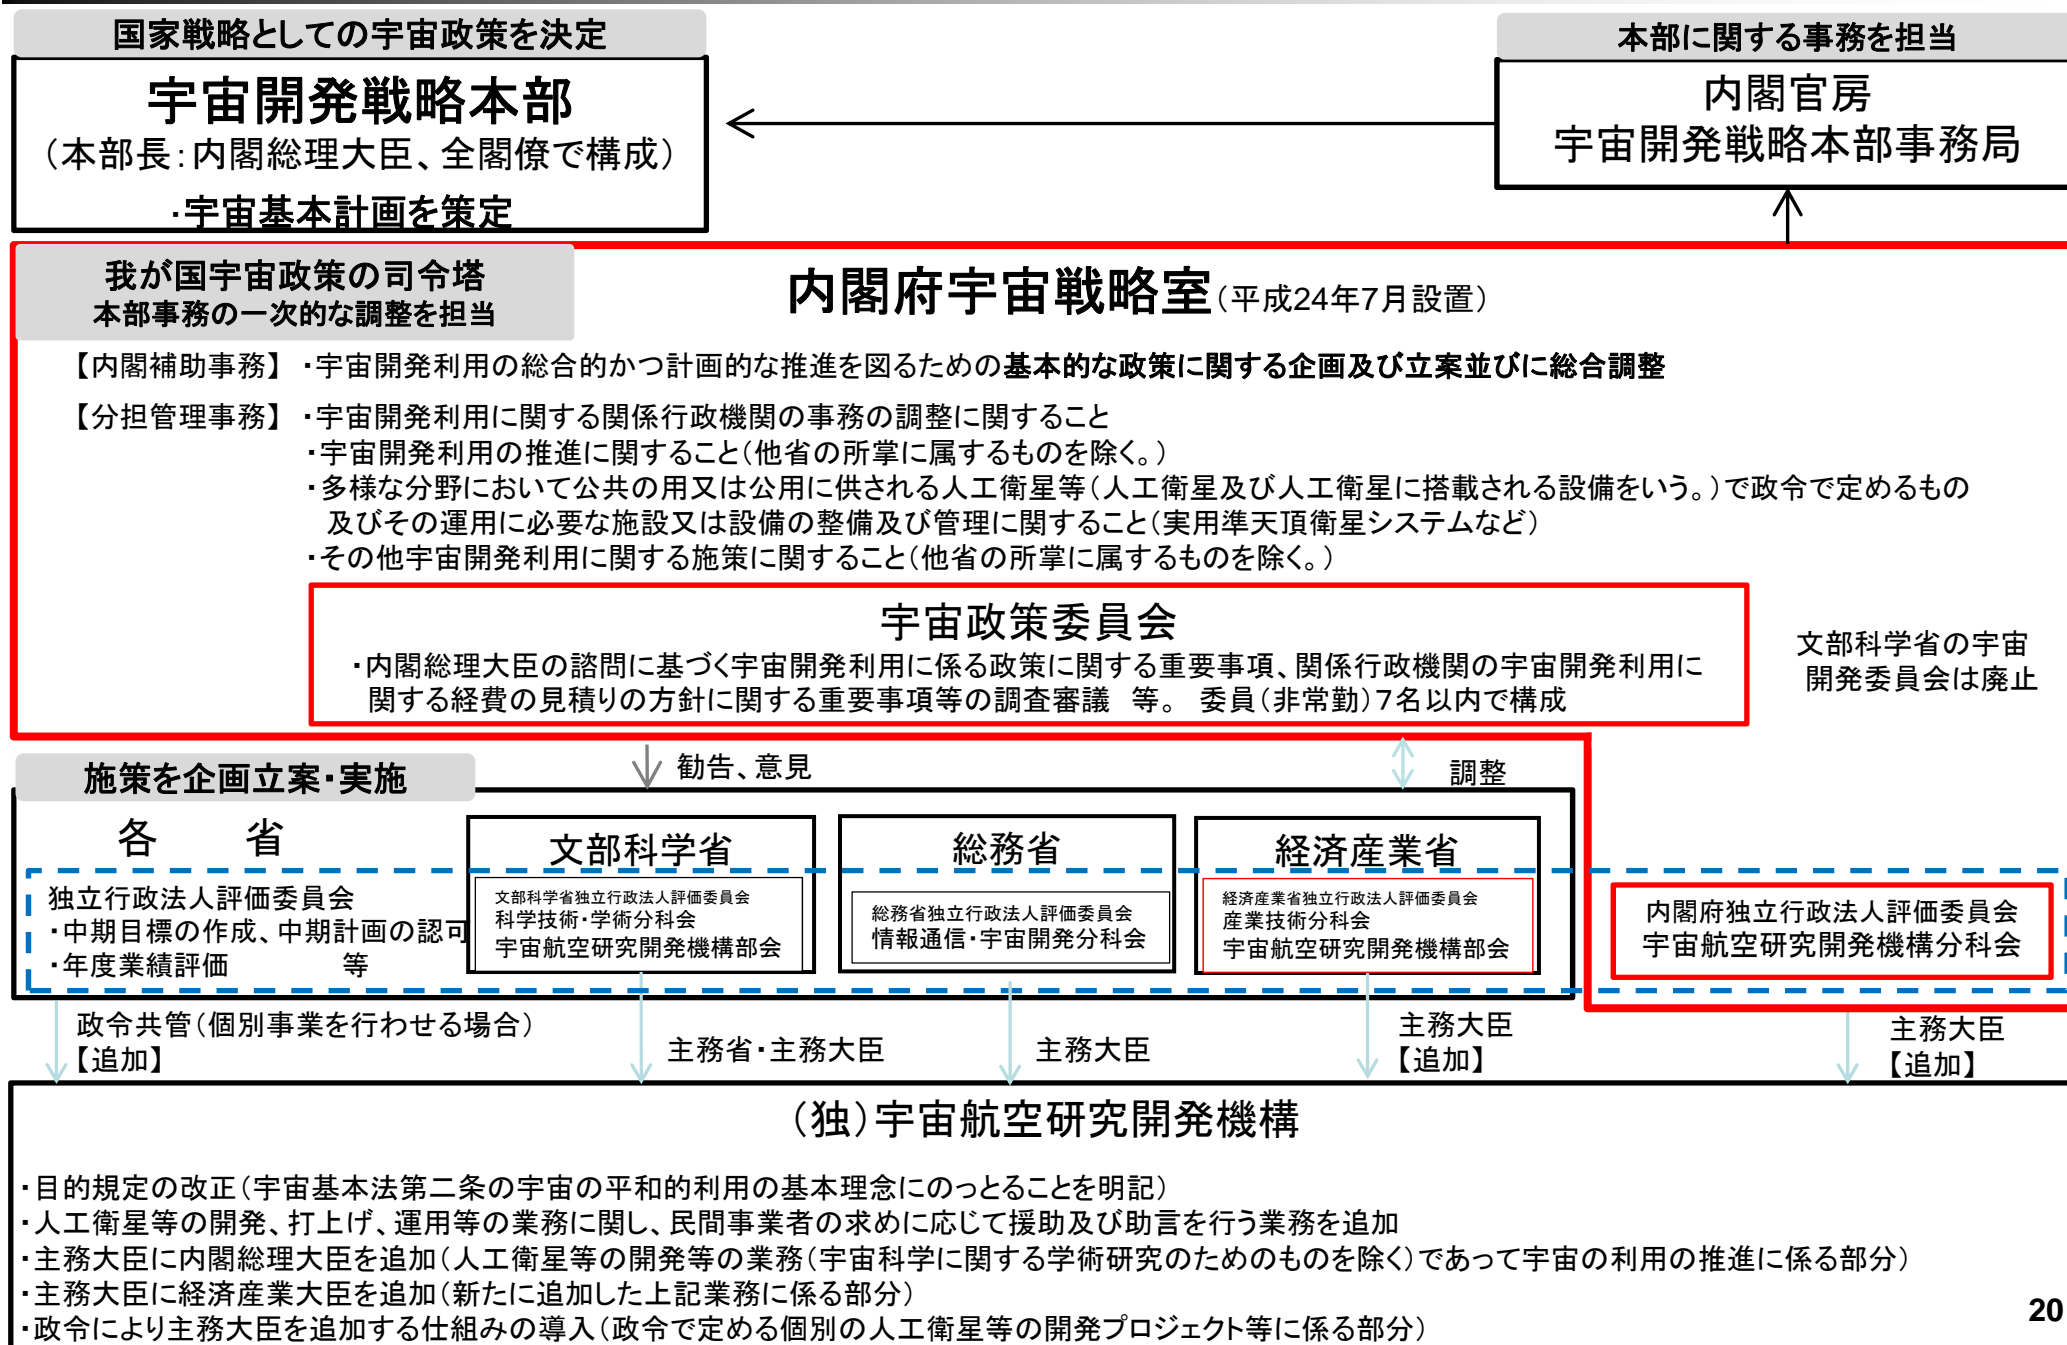 国家戦略としての宇宙政策を決定
宇宙開発戦略本部
（本部長：内閣総理大臣、全閣僚で構成）
・宇宙基本計画を策定
本部に関する事務を担当
内閣官房
宇宙開発戦略本部事務局
我が国宇宙政策の司令塔
本部事務の一次的な調整を担当
内閣府宇宙戦略室（平成24年7月設置）
【内閣補助事務】 ・宇宙開発利用の総合的かつ計画的な推進を図るための基本的な政策に関する企画及び立案並びに総合調整
【分担管理事務】 ・宇宙開発利用に関する関係行政機関の事務の調整に関すること
・宇宙開発利用の推進に関すること（他省の所掌に属するものを除く。）
・多様な分野において公共の用又は公用に供される人工衛星等（人工衛星及び人工衛星に搭載される設備をいう。）で政令で定めるもの
及びその運用に必要な施設又は設備の整備及び管理に関すること（実用準天頂衛星システムなど）
・その他宇宙開発利用に関する施策に関すること（他省の所掌に属するものを除く。）
宇宙政策委員会
・内閣総理大臣の諮問に基づく宇宙開発利用に係る政策に関する重要事項、関係行政機関の宇宙開発利用に
関する経費の見積りの方針に関する重要事項等の調査審議　等。 委員（非常勤）7名以内で構成
文部科学省の宇宙
開発委員会は廃止
勧告、意見
調整
施策を企画立案・実施
各　　省
独立行政法人評価委員会
・中期目標の作成、中期計画の認可
・年度業績評価　　　　等
文部科学省
文部科学省独立行政法人評価委員会
科学技術・学術分科会
宇宙航空研究開発機構部会
総務省
総務省独立行政法人評価委員会
情報通信・宇宙開発分科会
経済産業省
経済産業省独立行政法人評価委員会
産業技術分科会
宇宙航空研究開発機構部会
内閣府独立行政法人評価委員会
宇宙航空研究開発機構分科会
政令共管（個別事業を行わせる場合）
【追加】
主務省・主務大臣
主務大臣
主務大臣
【追加】
主務大臣
【追加】
（独）宇宙航空研究開発機構
・目的規定の改正（宇宙基本法第二条の宇宙の平和的利用の基本理念にのっとることを明記）
・人工衛星等の開発、打上げ、運用等の業務に関し、民間事業者の求めに応じて援助及び助言を行う業務を追加
・主務大臣に内閣総理大臣を追加（人工衛星等の開発等の業務（宇宙科学に関する学術研究のためのものを除く）であって宇宙の利用の推進に係る部分）
・主務大臣に経済産業大臣を追加（新たに追加した上記業務に係る部分）
・政令により主務大臣を追加する仕組みの導入（政令で定める個別の人工衛星等の開発プロジェクト等に係る部分）
20